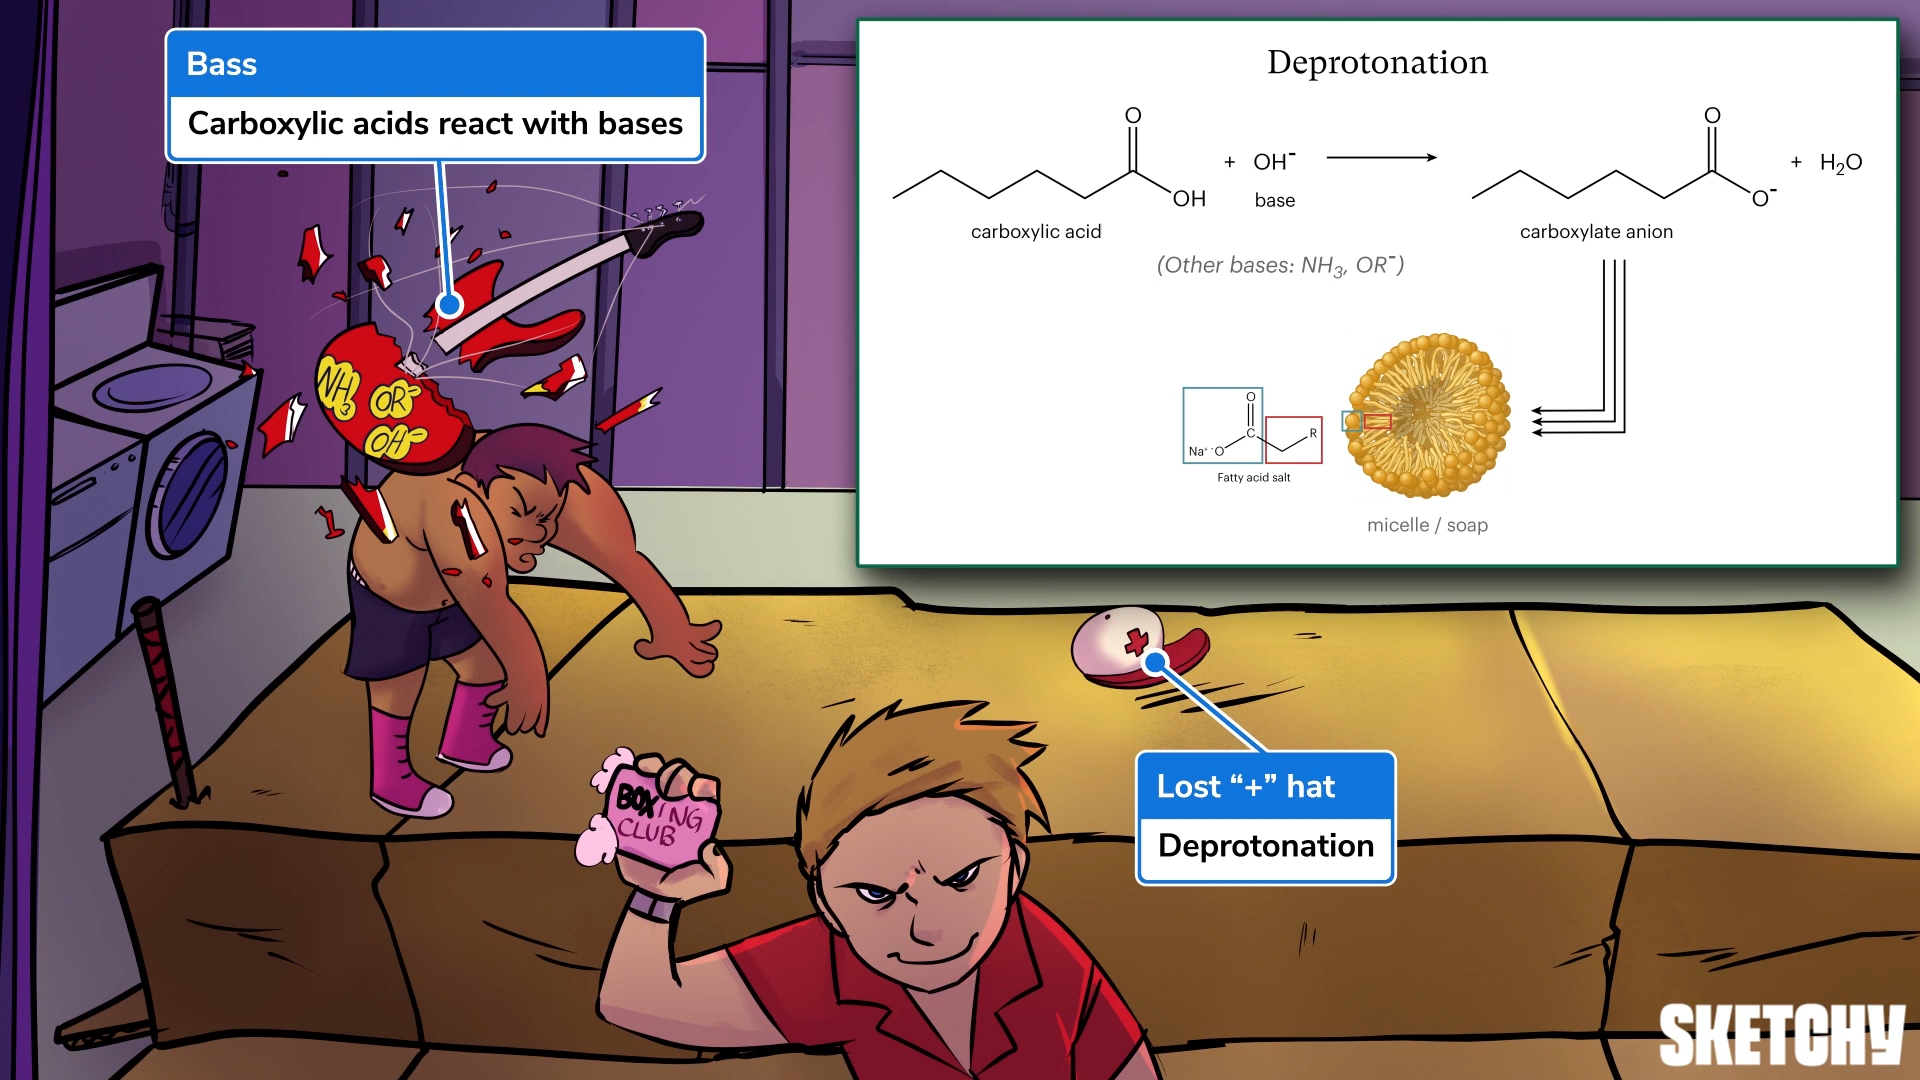 Bass
Carboxylic acids react with bases
NH₃
OR⁻
OH⁻
BOXING
CLUB
Lost “+” hat
Deprotonation
Deprotonation
O
OH
+ OH⁻
base
O
O⁻
+ H₂O
carboxylic acid
carboxylate anion
(Other bases: NH₃, OR⁻)
O
C
R
Na⁺ ⁻O
Fatty acid salt
micelle / soap
SKETCHY